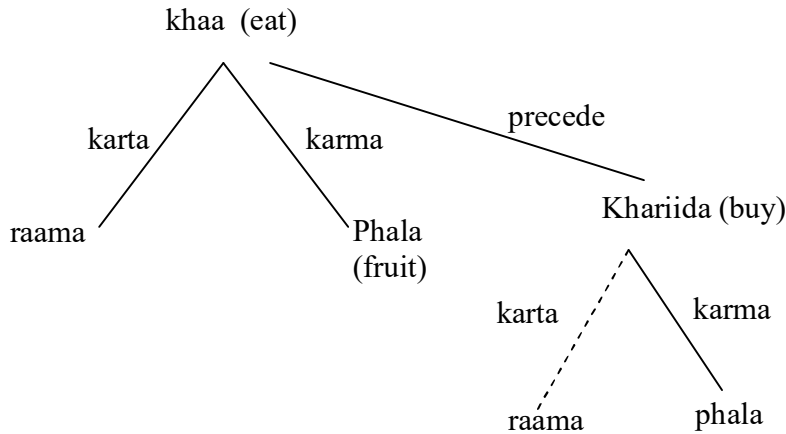 khaa (eat)
precede
karta
karma
Khariida (buy)
raama
Phala
(fruit)
karta
karma
raama
phala